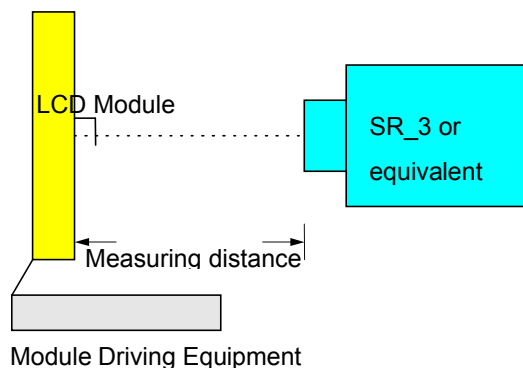 LCD Module
SR_3 or
equivalent
Measuring distance
Module Driving Equipment